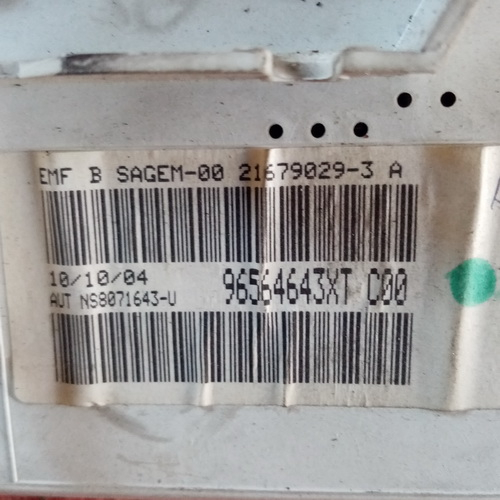 EMF B SAGEM-00 21679029-3 A
10/10/04
AUT NS8071643-U 96564643XT C00